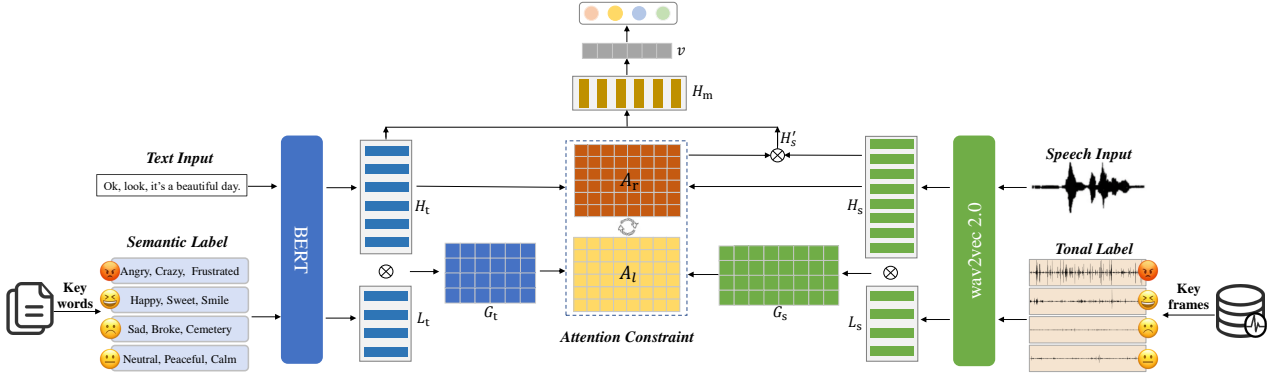 v
H_m
H'_s
Text Input
Ok, look, it's a beautiful day.
BERT
H_t
A_r
H_s
wav2vec 2.0
Speech Input
Semantic Label
Angry, Crazy, Frustrated
Happy, Sweet, Smile
Sad, Broke, Cemetery
Neutral, Peaceful, Calm
Key
words
L_t
G_t
A_l
Attention Constraint
G_s
L_s
Tonal Label
Key
frames